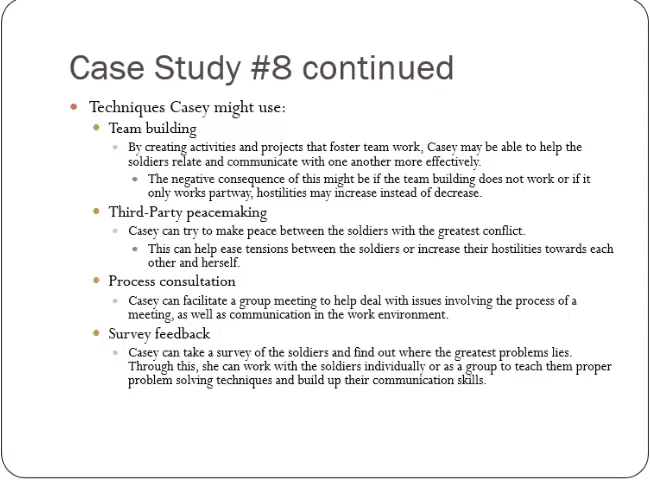 Case Study #8 continued
Techniques Casey might use:
Team building
By creating activities and projects that foster team work, Casey may be able to help the
soldiers relate and communicate with one another more effectively.
The negative consequence of this might be if the team building does not work or if it
only works partway, hostilities may increase instead of decrease.
Third-Party peacemaking
Casey can try to make peace between the soldiers with the greatest conflict.
This can help ease tensions between the soldiers or increase their hostilities towards each
other and herself.
Process consultation
Casey can facilitate a group meeting to help deal with issues involving the process of a
meeting, as well as communication in the work environment.
Survey feedback
Casey can take a survey of the soldiers and find out where the greatest problems lies.
Through this, she can work with the soldiers individually or as a group to teach them proper
problem solving techniques and build up their communication skills.